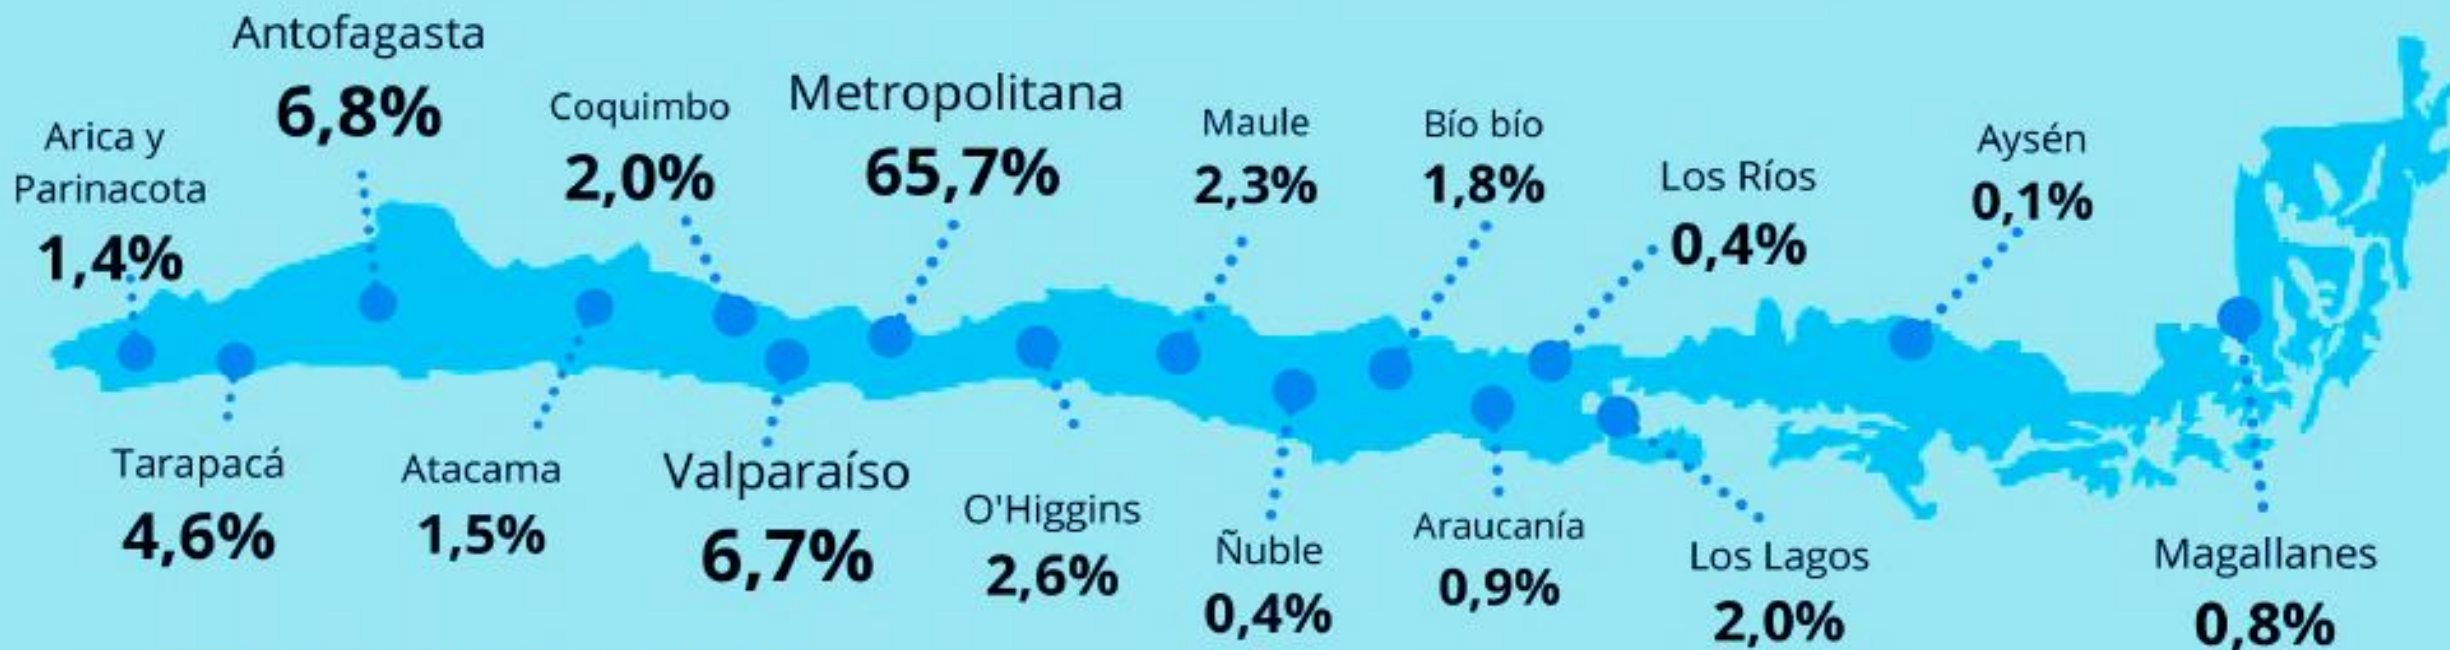 Arica y
Parinacota
1,4%
Antofagasta
6,8%
Coquimbo
2,0%
Metropolitana
65,7%
Maule
2,3%
Bío bío
1,8%
Los Ríos
0,4%
Aysén
0,1%
Tarapacá
4,6%
Atacama
1,5%
Valparaíso
6,7%
O'Higgins
2,6%
Ñuble
0,4%
Araucanía
0,9%
Los Lagos
2,0%
Magallanes
0,8%